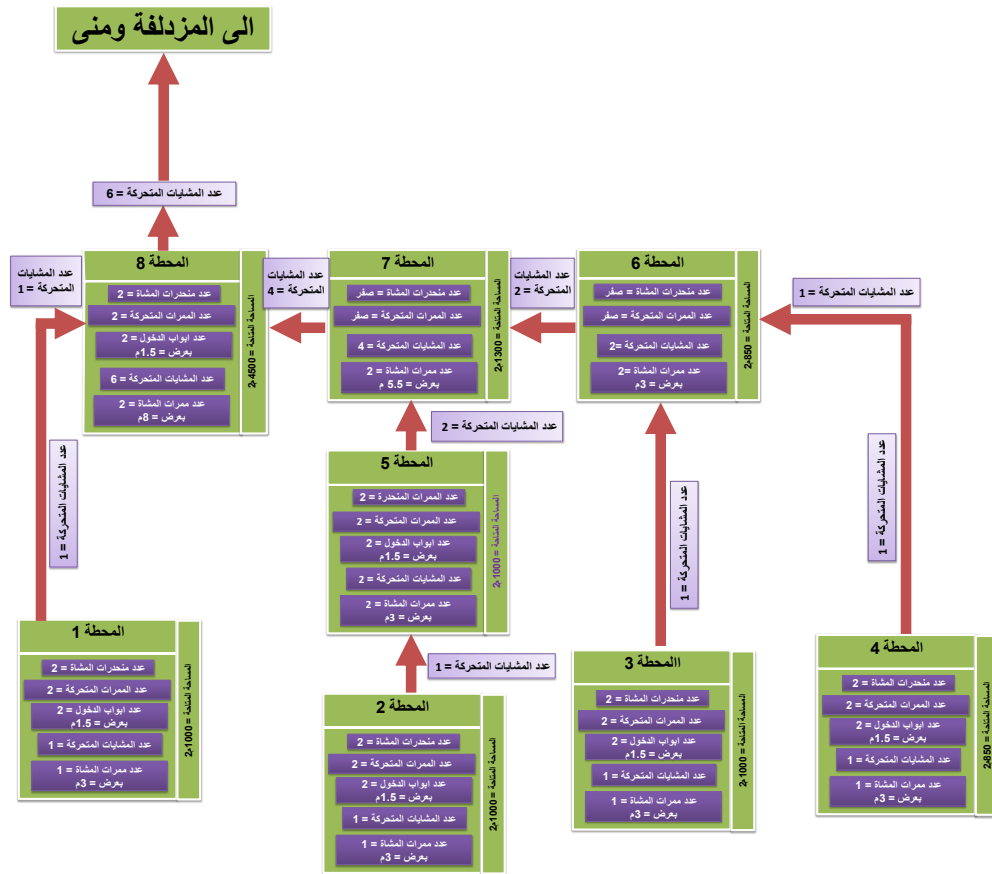 الى المزدلفة ومنى
عدد المشايات المتحركة = 6
عدد المشايات
المتحركة = 1
المحطة 8
عدد منحدرات المشاة = 2
عدد الممرات المتحركة = 2
عدد ابواب الدخول = 2
بعرض = 1.5م
عدد المشايات المتحركة = 6
عدد ممرات المشاة = 2
بعرض = 8م
المساحة المتاحة = 4500م2
عدد المشايات
المتحركة = 4
المحطة 7
عدد منحدرات المشاة = صفر
عدد الممرات المتحركة = صفر
عدد المشايات المتحركة = 4
عدد ممرات المشاة = 2
بعرض = 5.5 م
المساحة المتاحة = 1300م2
عدد المشايات
المتحركة = 2
المحطة 6
عدد منحدرات المشاة = صفر
عدد الممرات المتحركة = صفر
عدد المشايات المتحركة =2
عدد ممرات المشاة =2
بعرض = 3م
المساحة المتاحة = 850م2
عدد المشايات المتحركة = 1
عدد المشايات المتحركة = 2
المحطة 5
عدد الممرات المنحدرة = 2
عدد الممرات المتحركة = 2
عدد ابواب الدخول = 2
بعرض = 1.5م
عدد المشايات المتحركة = 2
عدد ممرات المشاة = 2
بعرض = 3م
المساحة المتاحة = 1000م2
عدد المشايات المتحركة = 1
عدد المشايات المتحركة = 1
عدد المشايات المتحركة = 1
المحطة 1
عدد منحدرات المشاة = 2
عدد الممرات المتحركة = 2
عدد ابواب الدخول = 2
بعرض = 1.5م
عدد المشايات المتحركة = 1
عدد ممرات المشاة = 1
بعرض = 3م
المساحة المتاحة = 1000م2
عدد المشايات المتحركة = 1
المحطة 2
عدد منحدرات المشاة = 2
عدد الممرات المتحركة = 2
عدد ابواب الدخول = 2
بعرض = 1.5م
عدد المشايات المتحركة = 1
عدد ممرات المشاة = 1
بعرض = 3م
المساحة المتاحة = 1000م2
االمحطة 3
عدد منحدرات المشاة = 2
عدد الممرات المتحركة = 2
عدد ابواب الدخول = 2
بعرض = 1.5م
عدد المشايات المتحركة = 1
عدد ممرات المشاة = 1
بعرض = 3م
المساحة المتاحة = 1000م2
المحطة 4
عدد منحدرات المشاة = 2
عدد الممرات المتحركة = 2
عدد ابواب الدخول = 2
بعرض = 1.5م
عدد المشايات المتحركة = 1
عدد ممرات المشاة = 1
بعرض = 3م
المساحة المتاحة = 850م2